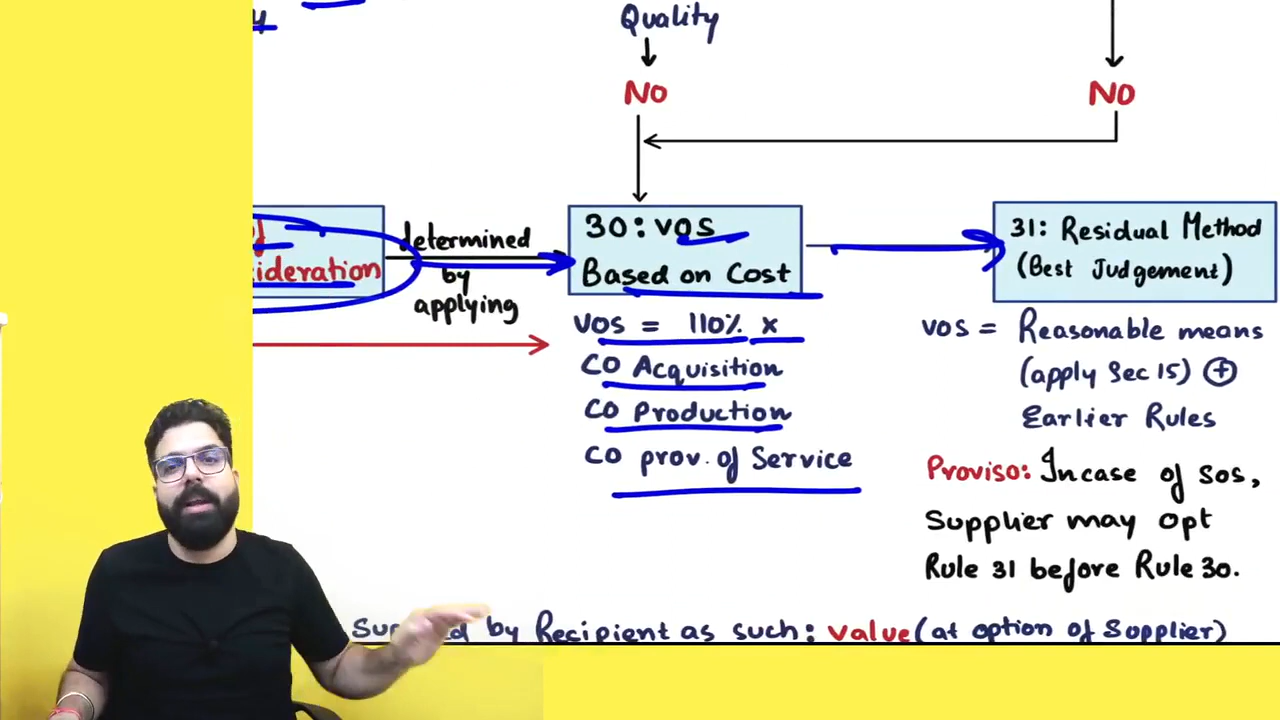 Quality
NO
NO
ideration
determined
by
applying
30: VOS
Based on Cost
VOS = 110% x
CO Acquisition
CO Production
CO prov. of Service
31: Residual Method
(Best Judgement)
VOS = Reasonable means
(apply Sec 15) +
Earlier Rules
Proviso: Incase of SOS,
Supplier may opt
Rule 31 before Rule 30.
by Recipient as such: value (at option of Supplier)